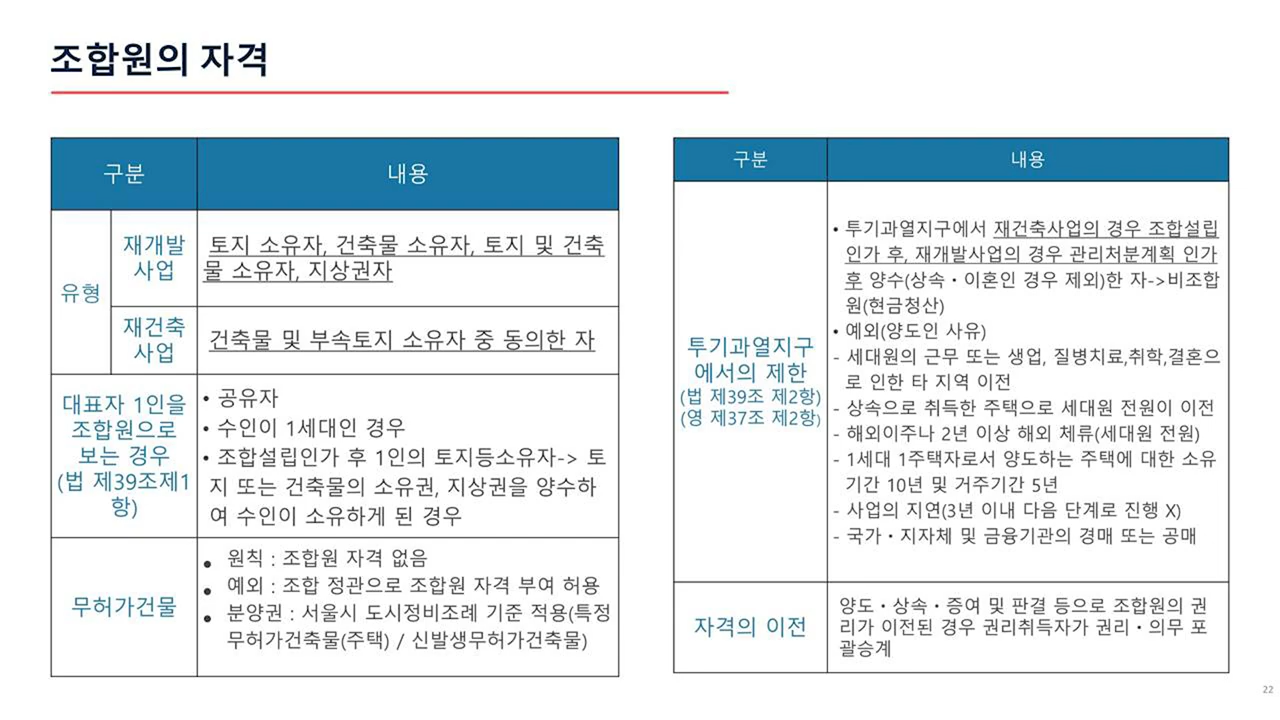 조합원의 자격
구분
내용
유형
재개발
사업
토지 소유자, 건축물 소유자, 토지 및 건축
물 소유자, 지상권자
재건축
사업
건축물 및 부속토지 소유자 중 동의한 자
대표자 1인을
조합원으로
보는 경우
(법 제39조제1
항)
• 공유자
• 수인이 1세대인 경우
• 조합설립인가 후 1인의 토지등소유자-> 토
지 또는 건축물의 소유권, 지상권을 양수하
여 수인이 소유하게 된 경우
무허가건물
• 원칙 : 조합원 자격 없음
• 예외 : 조합 정관으로 조합원 자격 부여 허용
• 분양권 : 서울시 도시정비조례 기준 적용(특정
무허가건축물(주택) / 신발생무허가건축물)
구분
내용
투기과열지구
에서의 제한
(법 제39조 제2항)
(영 제37조 제2항)
• 투기과열지구에서 재건축사업의 경우 조합설립
인가 후, 재개발사업의 경우 관리처분계획 인가
후 양수(상속・이혼인 경우 제외)한 자->비조합
원(현금청산)
• 예외(양도인 사유)
- 세대원의 근무 또는 생업, 질병치료,취학,결혼으
로 인한 타 지역 이전
- 상속으로 취득한 주택으로 세대원 전원이 이전
- 해외이주나 2년 이상 해외 체류(세대원 전원)
- 1세대 1주택자로서 양도하는 주택에 대한 소유
기간 10년 및 거주기간 5년
- 사업의 지연(3년 이내 다음 단계로 진행 X)
- 국가・지자체 및 금융기관의 경매 또는 공매
자격의 이전
양도・상속・증여 및 판결 등으로 조합원의 권
리가 이전된 경우 권리취득자가 권리・의무 포
괄승계
22